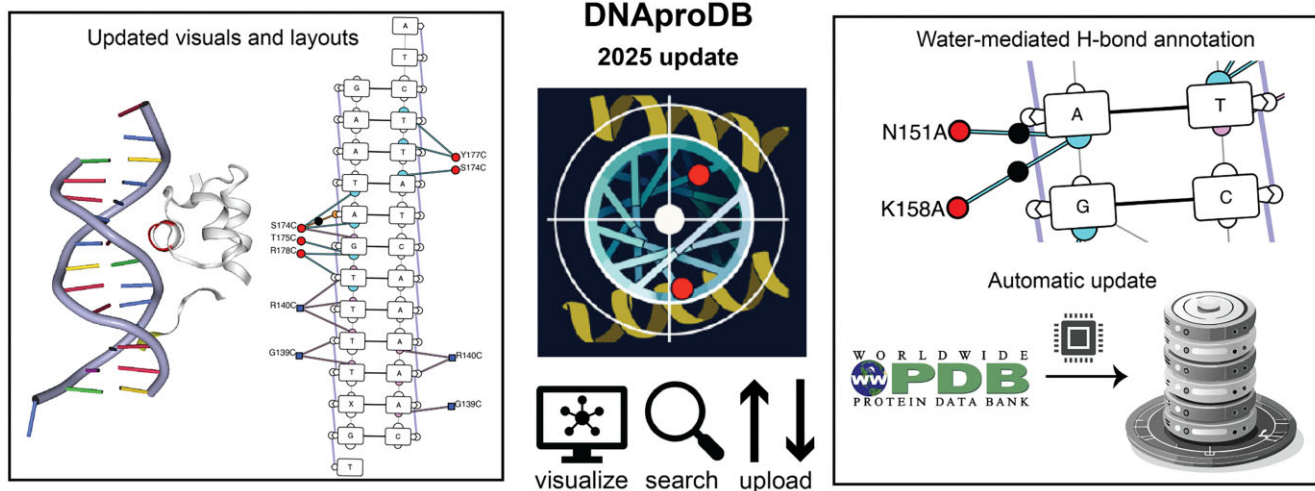 Updated visuals and layouts
A
T
G
C
A
T
Y177C
A
T
S174C
T
A
S174C
A
T
T175C
R178C
G
C
T
A
R140C
T
A
G139C
T
A
R140C
T
A
X
A
G139C
G
C
T
DNAproDB
2025 update
visualize search upload
Water-mediated H-bond annotation
N151A
A
T
K158A
G
C
Automatic update
WORLDWIDE
WW PDB
PROTEIN DATA BANK